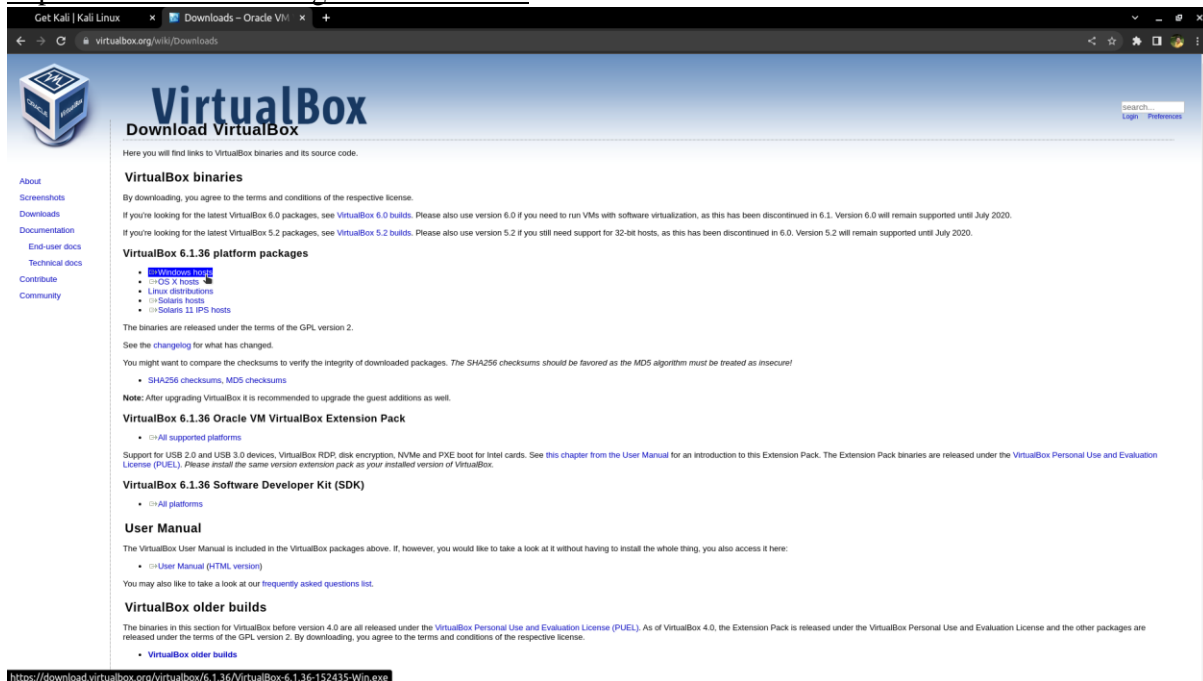 Get Kali | Kali Linux
Downloads – Oracle VM
virtualbox.org/wiki/Downloads
VirtualBox
search...
Login Preferences
Download VirtualBox
Here you will find links to VirtualBox binaries and its source code.
About
Screenshots
Downloads
Documentation
End-user docs
Technical docs
Contribute
Community
VirtualBox binaries
By downloading, you agree to the terms and conditions of the respective license.
If you're looking for the latest VirtualBox 6.0 packages, see VirtualBox 6.0 builds. Please also use version 6.0 if you need to run VMs with software virtualization, as this has been discontinued in 6.1. Version 6.0 will remain supported until July 2020.
If you're looking for the latest VirtualBox 5.2 packages, see VirtualBox 5.2 builds. Please also use version 5.2 if you still need support for 32-bit hosts, as this has been discontinued in 6.0. Version 5.2 will remain supported until July 2020.
VirtualBox 6.1.36 platform packages
Windows hosts
OS X hosts
Linux distributions
Solaris hosts
Solaris 11 IPS hosts
The binaries are released under the terms of the GPL version 2.
See the changelog for what has changed.
You might want to compare the checksums to verify the integrity of downloaded packages. The SHA256 checksums should be favored as the MD5 algorithm must be treated as insecure!
SHA256 checksums, MD5 checksums
Note: After upgrading VirtualBox it is recommended to upgrade the guest additions as well.
VirtualBox 6.1.36 Oracle VM VirtualBox Extension Pack
All supported platforms
Support for USB 2.0 and USB 3.0 devices, VirtualBox RDP, disk encryption, NVMe and PXE boot for Intel cards. See this chapter from the User Manual for an introduction to this Extension Pack. The Extension Pack binaries are released under the VirtualBox Personal Use and Evaluation
License (PUEL). Please install the same version extension pack as your installed version of VirtualBox.
VirtualBox 6.1.36 Software Developer Kit (SDK)
All platforms
User Manual
The VirtualBox User Manual is included in the VirtualBox packages above. If, however, you would like to take a look at it without having to install the whole thing, you also access it here:
User Manual (HTML version)
You may also like to take a look at our frequently asked questions list.
VirtualBox older builds
The binaries in this section for VirtualBox before version 4.0 are all released under the VirtualBox Personal Use and Evaluation License (PUEL). As of VirtualBox 4.0, the Extension Pack is released under the VirtualBox Personal Use and Evaluation License and the other packages are
released under the terms of the GPL version 2. By downloading, you agree to the terms and conditions of the respective license.
VirtualBox older builds
https://download.virtualbox.org/virtualbox/6.1.36/VirtualBox-6.1.36-152435-Win.exe